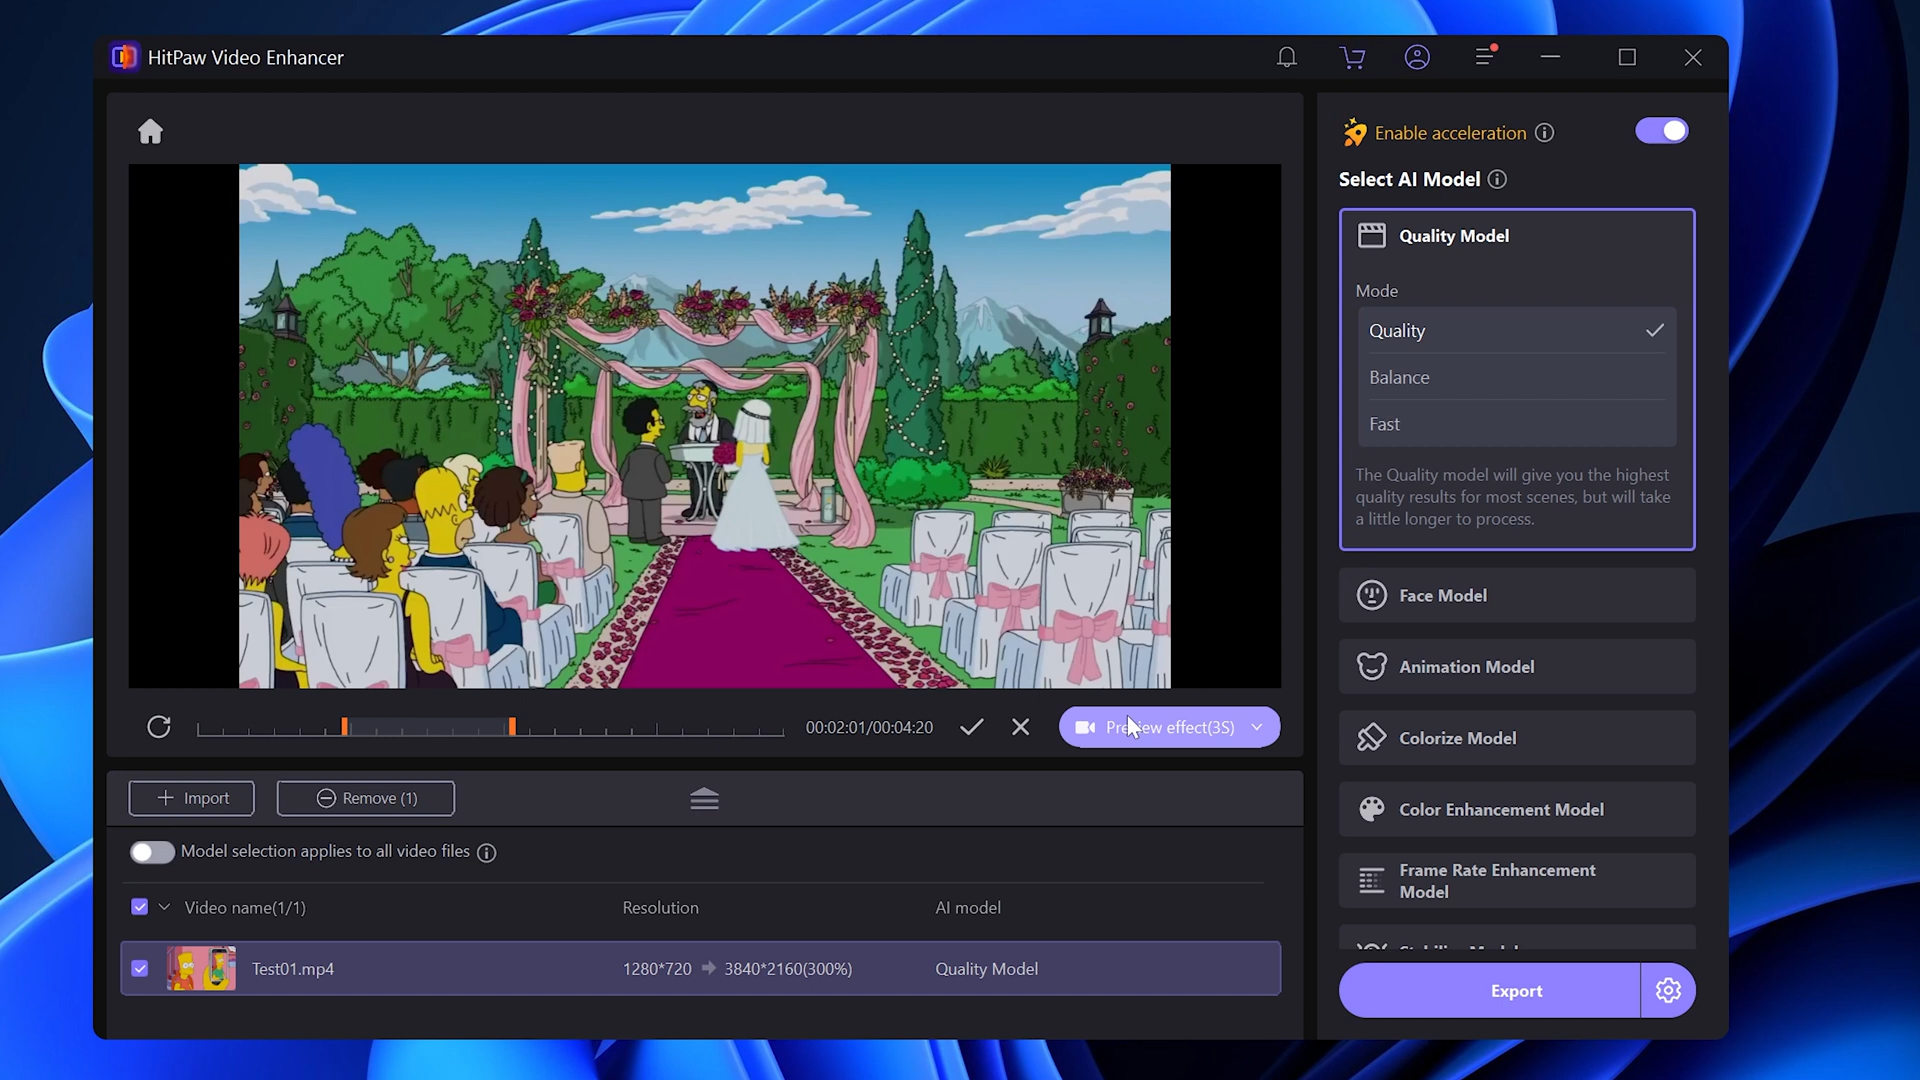 HitPaw Video Enhancer
Enable acceleration
Select AI Model
Quality Model
Mode
Quality
Balance
Fast
The Quality model will give you the highest
quality results for most scenes, but will take
a little longer to process.
Face Model
Animation Model
Colorize Model
Color Enhancement Model
Frame Rate Enhancement
Model
Export
00:02:01/00:04:20
Preview effect(3S)
Import
Remove (1)
Model selection applies to all video files
Video name(1/1)
Resolution
AI model
Test01.mp4
1280*720
3840*2160(300%)
Quality Model